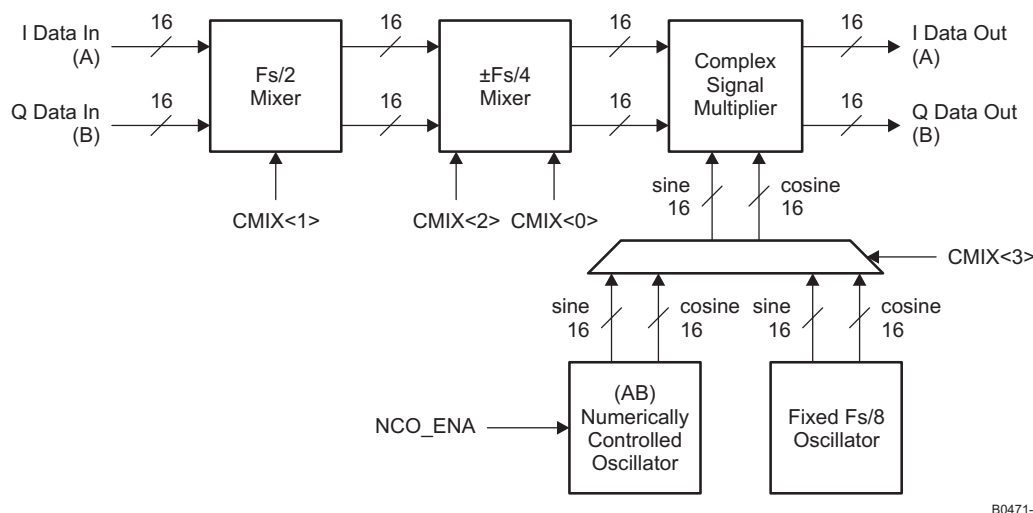 16 16 16 16
I Data In
(A)
I Data Out
(A)
Fs/2
Mixer
±Fs/4
Mixer
Complex
Signal
Multiplier
16 16 16 16
Q Data In
(B)
Q Data Out
(B)
sine
16
cosine
16
CMIX<1>
CMIX<2>
CMIX<0>
CMIX<3>
sine
16
cosine
16
sine
16
cosine
16
(AB)
Numerically
Controlled
Oscillator
NCO_ENA
Fixed Fs/8
Oscillator